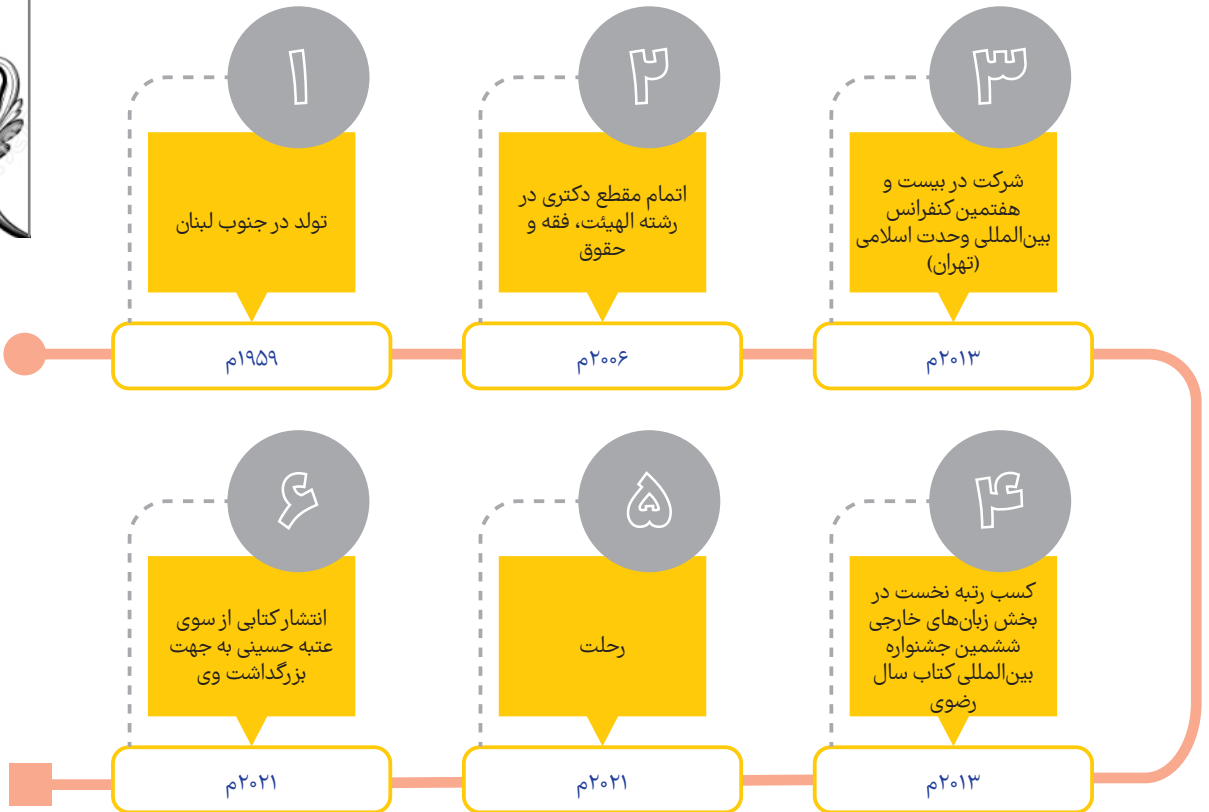 ۱
تولد در جنوب لبنان
۱۹۵۹م
۲
اتمام مقطع دکتری در
رشته الهیئت، فقه و
حقوق
۲۰۰۶م
۳
شرکت در بیست و
هفتمین کنفرانس
بین‌المللی وحدت اسلامی
(تهران)
۲۰۱۳م
۴
کسب رتبه نخست در
بخش زبان‌های خارجی
ششمین جشنواره
بین‌المللی کتاب سال
رضوی
۲۰۱۳م
۵
رحلت
۲۰۲۱م
۶
انتشار کتابی از سوی
عتبه حسینی به جهت
بزرگداشت وی
۲۰۲۱م